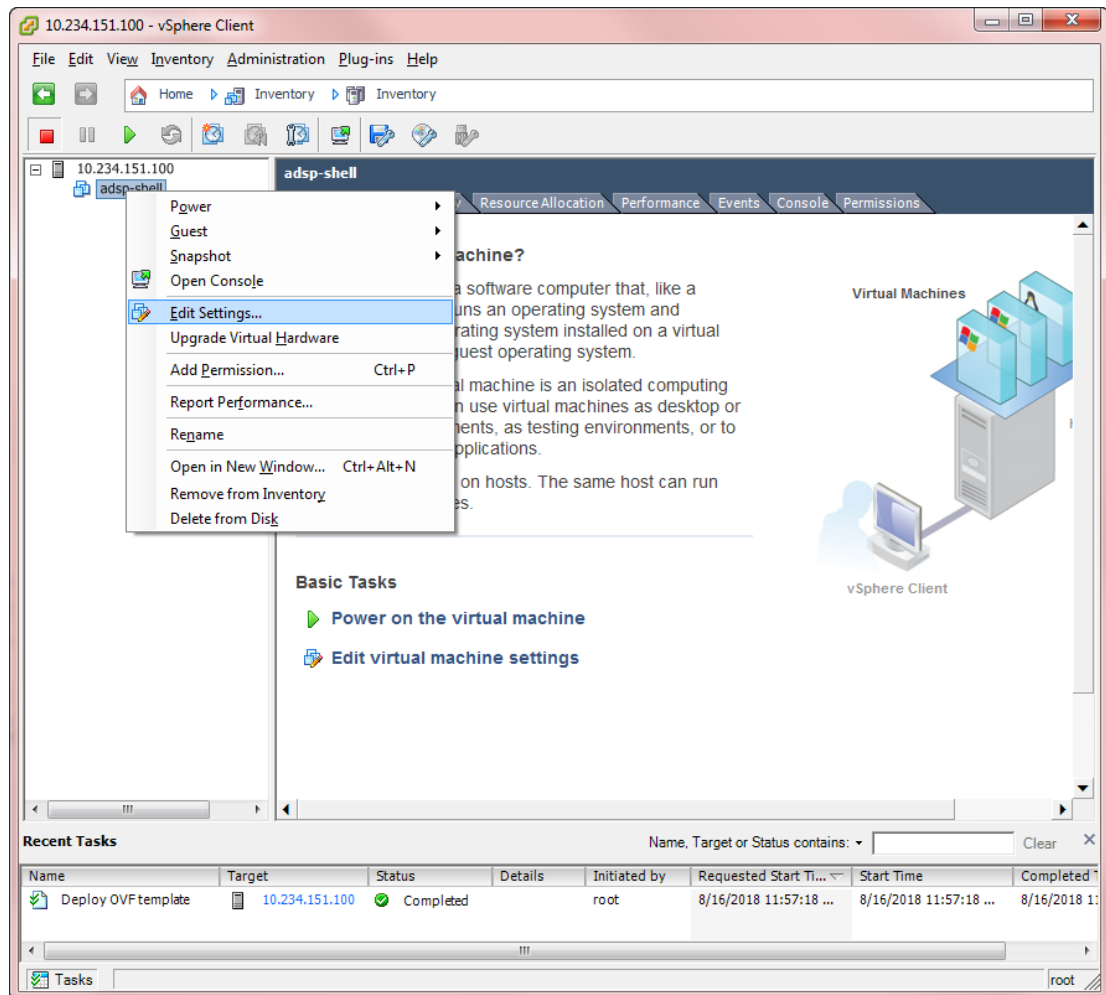 10.234.151.100 - vSphere Client
File Edit View Inventory Administration Plug-ins Help
Home Inventory Inventory
10.234.151.100
adsp-shell
adsp-shell
Resource Allocation Performance Events Console Permissions
Power
Guest
Snapshot
Open Console
Edit Settings...
Upgrade Virtual Hardware
Add Permission... Ctrl+P
Report Performance...
Rename
Open in New Window... Ctrl+Alt+N
Remove from Inventory
Delete from Disk
achine?
a software computer that, like a
uns an operating system and
rating system installed on a virtual
guest operating system.
al machine is an isolated computing
n use virtual machines as desktop or
ments, as testing environments, or to
pplications.
on hosts. The same host can run
es.
Virtual Machines
vSphere Client
Basic Tasks
Power on the virtual machine
Edit virtual machine settings
Recent Tasks
Name, Target or Status contains: Clear
Name Target Status Details Initiated by Requested Start Ti... Start Time Completed T
Deploy OVF template 10.234.151.100 Completed root 8/16/2018 11:57:18 ... 8/16/2018 11:57:18 ... 8/16/2018 11
Tasks
root